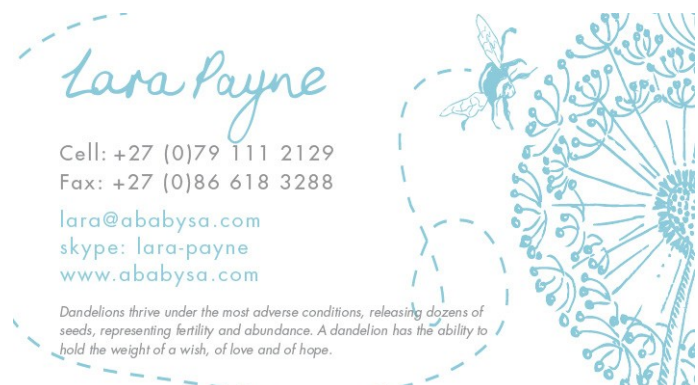 Lara Payne
Cell: +27 (0)79 111 2129
Fax: +27 (0)86 618 3288
lara@ababysa.com
skype: lara-payne
www.ababysa.com
Dandelions thrive under the most adverse conditions, releasing dozens of
seeds, representing fertility and abundance. A dandelion has the ability to
hold the weight of a wish, of love and of hope.